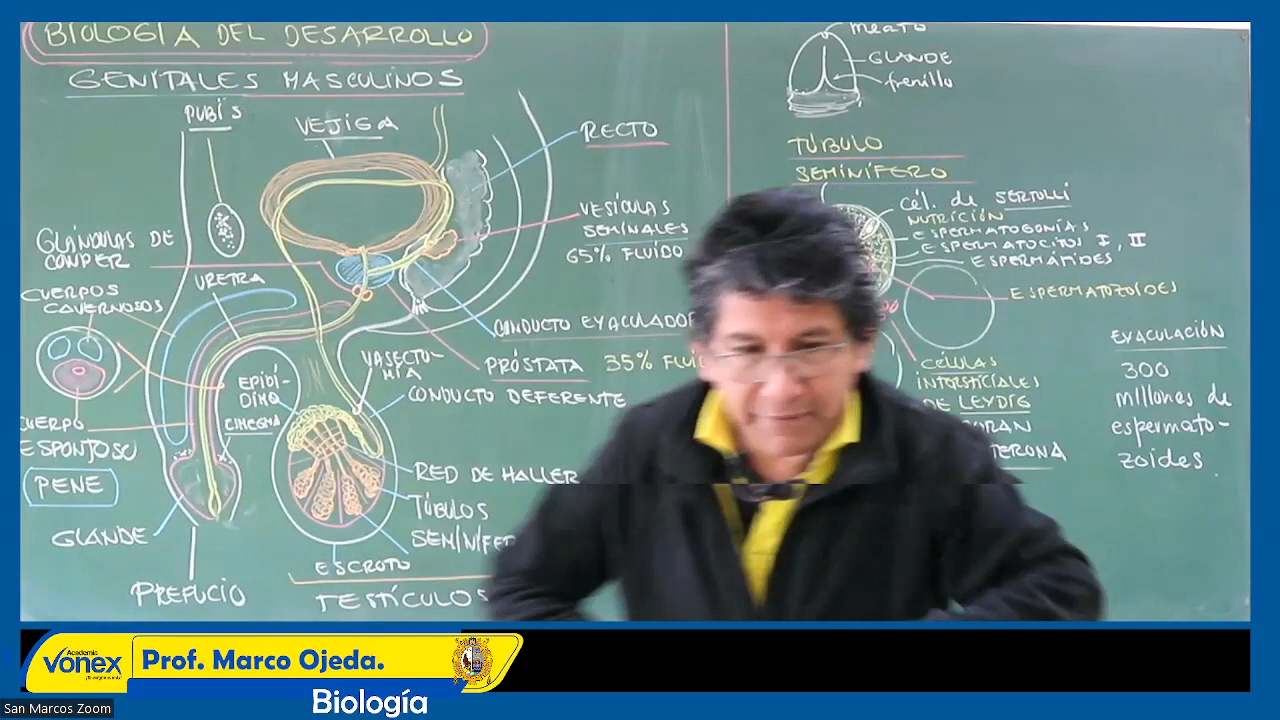 BIOLOGÍA DEL DESARROLLO
GENITALES MASCULINOS
PUBIS
VEJIGA
RECTO
VESÍCULAS
SEMINALES
65% FLUIDO
GLÁNDULAS DE
COWPER
URETRA
CUERPOS
CAVERNOSOS
CONDUCTO EYACULADOR
PRÓSTATA 35%
VASECTO-
MÍA
CONDUCTO DEFERENTE
EPIDÍ-
DIMO
CUERPO
ESPONJOSO
PENE
RED DE HALLER
TÚBULOS
GLANDE
ESCROTO
PREPUCIO
TESTÍCULOS
meato
GLANDE
frenillo
TÚBULO
SEMINÍFERO
CÉL. DE SERTOLLI
NUTRICIÓN
ESPERMATOGONÍAS
ESPERMATOCITOS I, II
ESPERMÁTIDES
ESPERMATOZOIDES
CÉLULAS
INTERSTICIALES
DE LEYDIG
EYACULACIÓN
300
millones de
espermato-
zoides.
Academia
Vonex
Prof. Marco Ojeda.
Biología
San Marcos Zoom